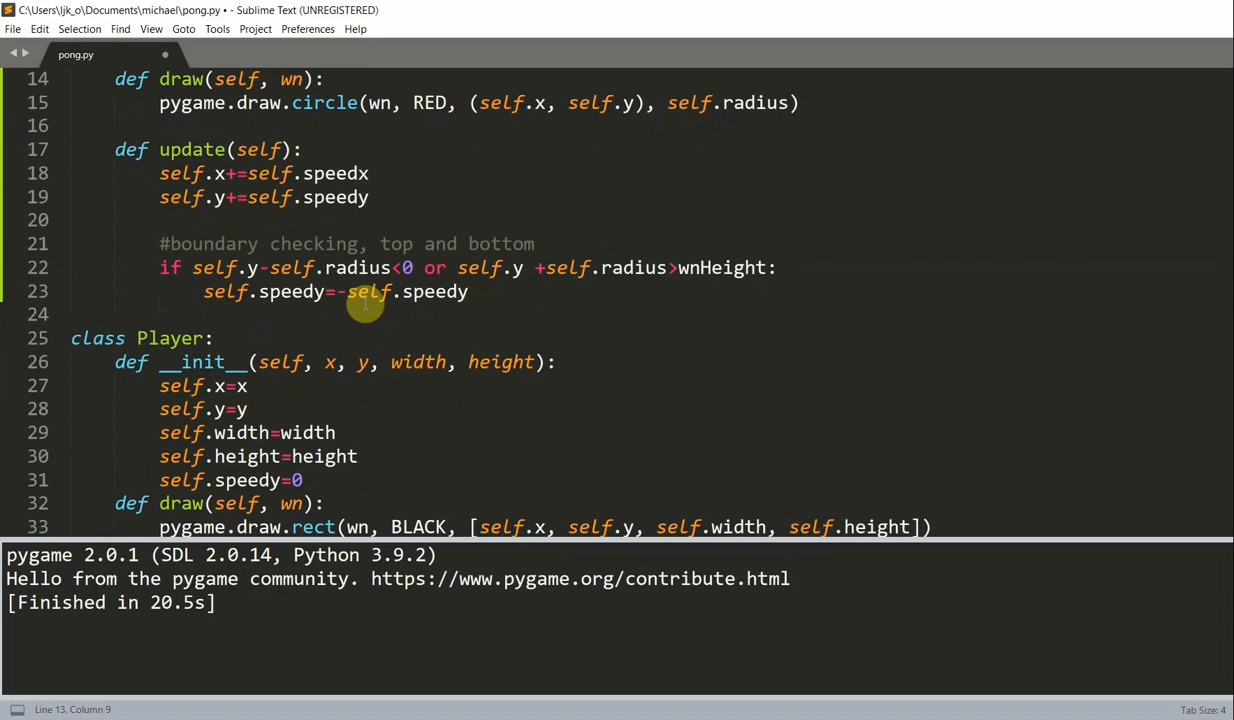 C:\Users\ljk_o\Documents\michael\pong.py • - Sublime Text (UNREGISTERED)
File Edit Selection Find View Goto Tools Project Preferences Help
pong.py
14 def draw(self, wn):
15 pygame.draw.circle(wn, RED, (self.x, self.y), self.radius)
16
17 def update(self):
18 self.x+=self.speedx
19 self.y+=self.speedy
20
21 #boundary checking, top and bottom
22 if self.y-self.radius<0 or self.y +self.radius>wnHeight:
23 self.speedy=-self.speedy
24
25 class Player:
26 def __init__(self, x, y, width, height):
27 self.x=x
28 self.y=y
29 self.width=width
30 self.height=height
31 self.speedy=0
32 def draw(self, wn):
33 pygame.draw.rect(wn, BLACK, [self.x, self.y, self.width, self.height])
pygame 2.0.1 (SDL 2.0.14, Python 3.9.2)
Hello from the pygame community. https://www.pygame.org/contribute.html
[Finished in 20.5s]
Line 13, Column 9 Tab Size: 4